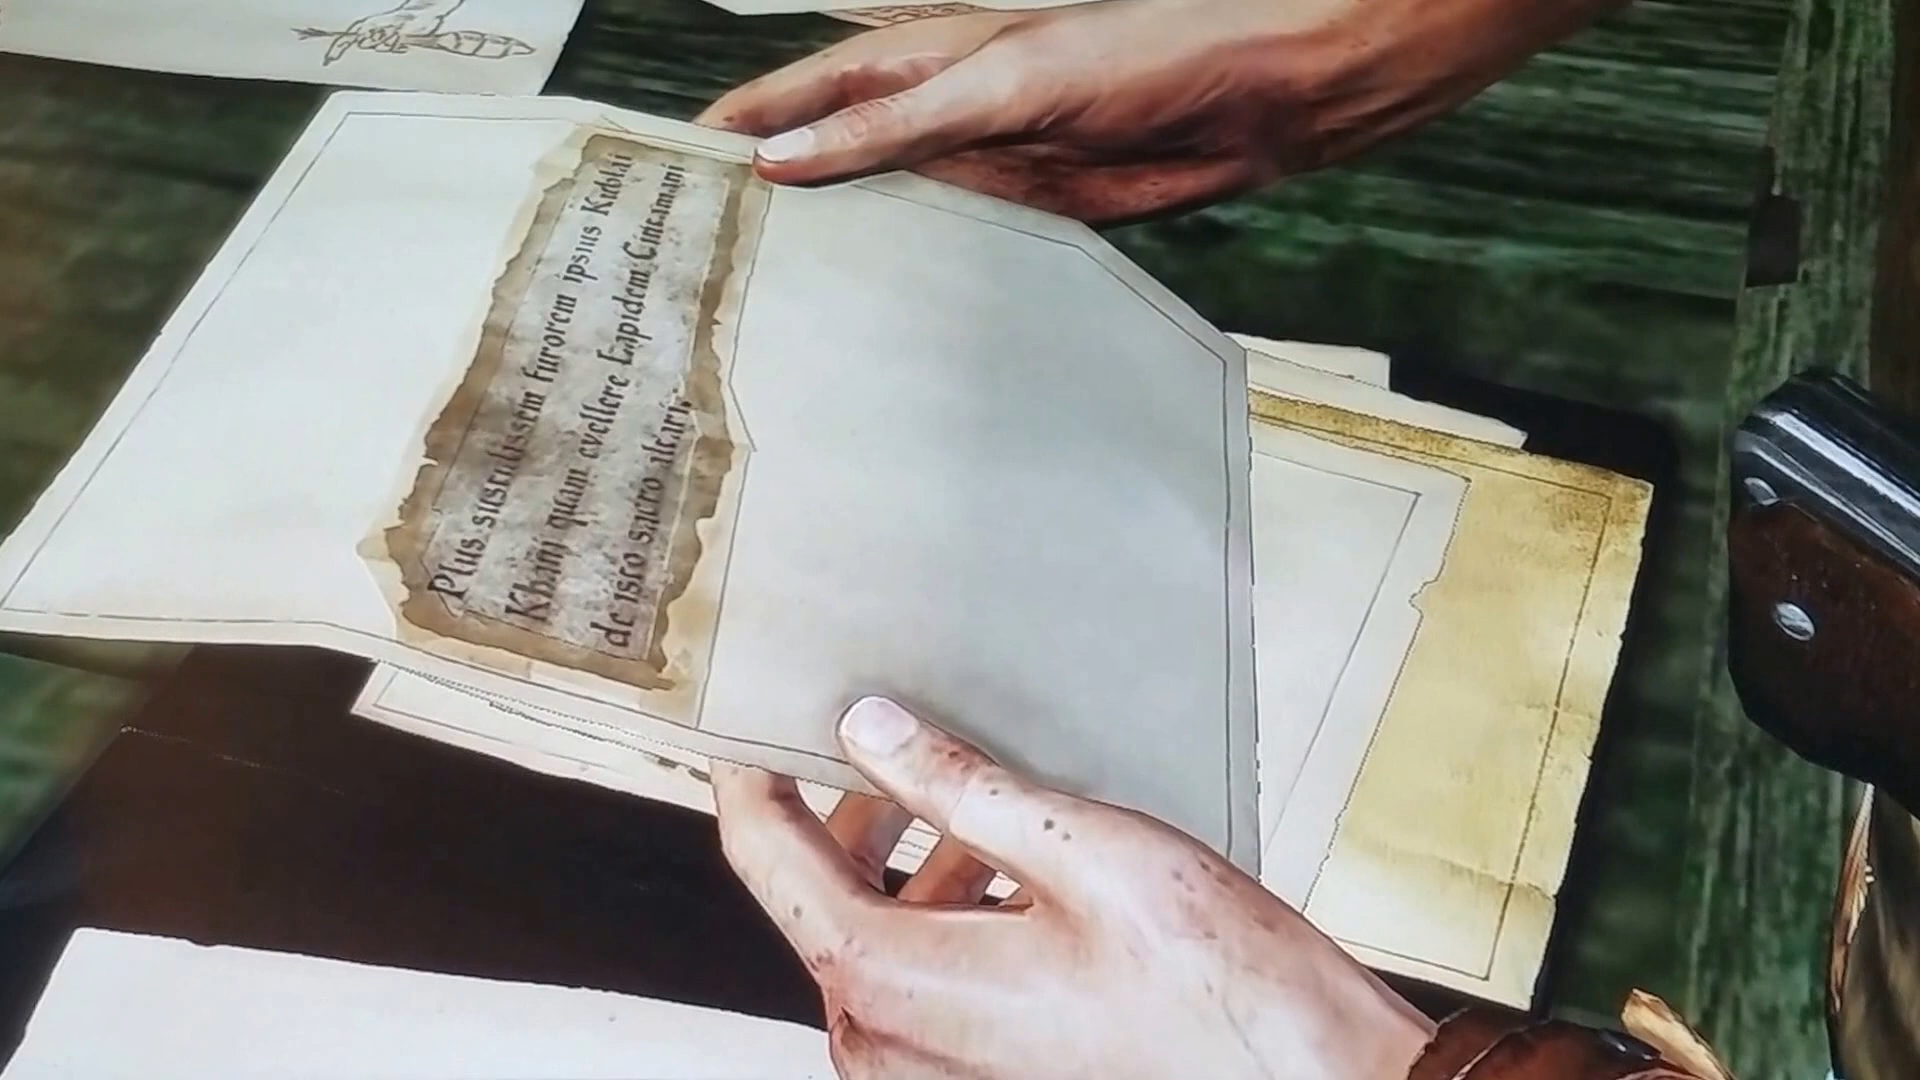 Plus sustulissem furorem ipsius Kublai
Khani quam evellere Lapidem Cintamani
de isto sacro altari.